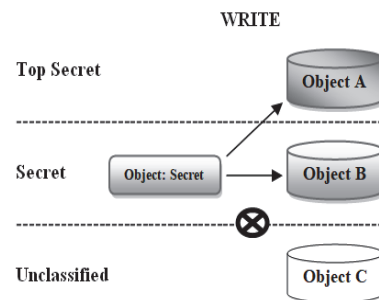 WRITE
Top Secret
Object A
Secret
Object: Secret
Object B
Unclassified
Object C